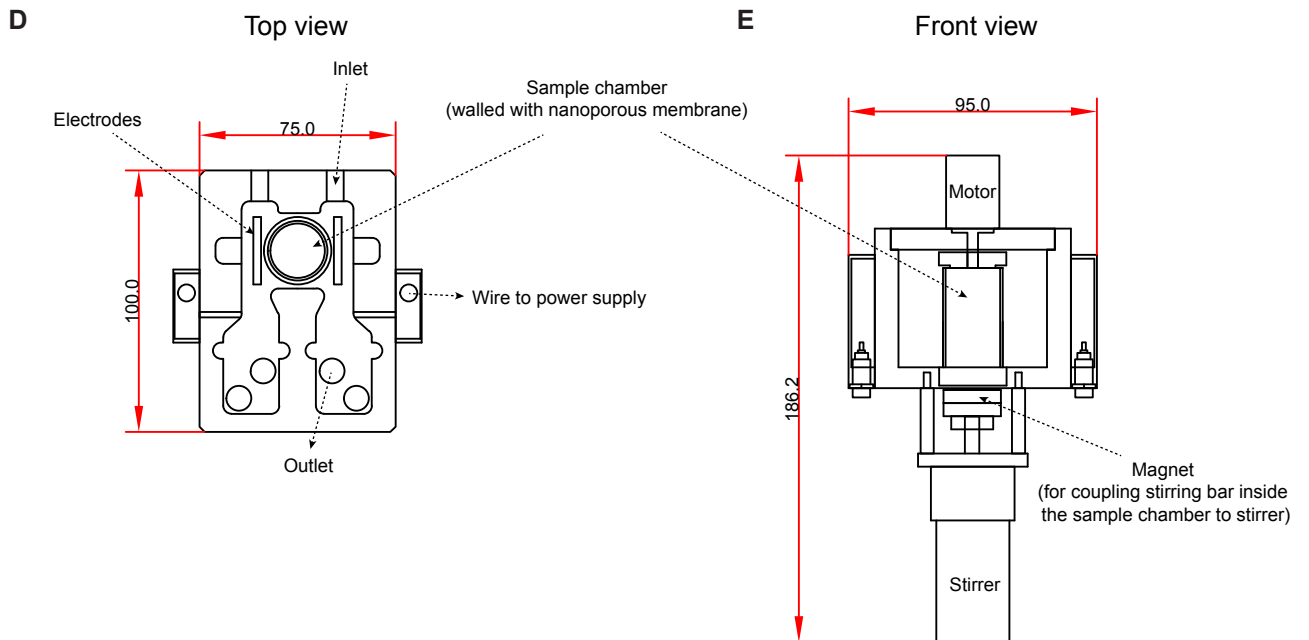 D
Top view
Inlet
Electrodes
75.0
100.0
Sample chamber
(walled with nanoporous membrane)
Wire to power supply
Outlet
E
Front view
95.0
Motor
186.2
Magnet
(for coupling stirring bar inside
the sample chamber to stirrer)
Stirrer